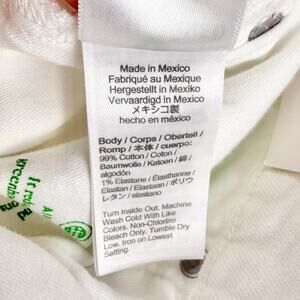 Made in Mexico
Fabriqué au Mexique
Hergestellt in Mexiko
Vervaardigd in Mexico
メキシコ製
hecho en méxico
Body / Corps / Oberteil /
Romp / 本体 / cuerpo:
99% Cotton / Coton /
Baumwolle / Katoen / 綿 /
algodón
1% Elastane / Élasthanne /
Elastan / Elastaan / ポリウ
レタン / elastano
Turn Inside Out. Machine
Wash Cold With Like
Colors. Non-Chlorine
Bleach Only. Tumble Dry
Low. Iron on Lowest
Setting.